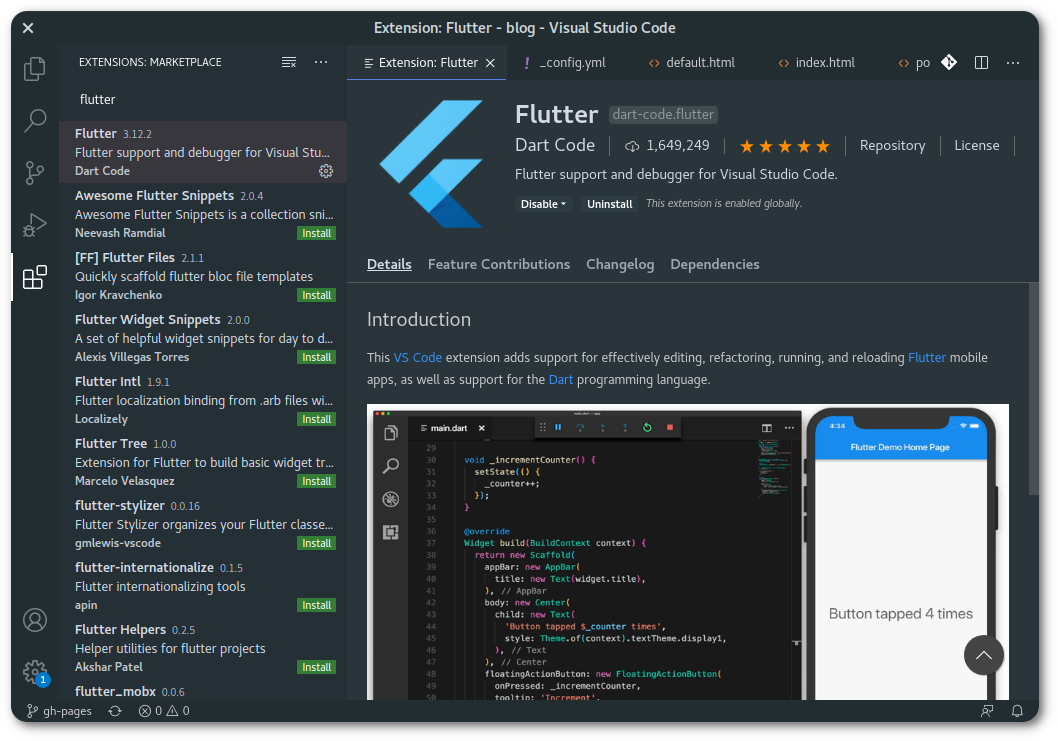 Extension: Flutter - blog - Visual Studio Code
EXTENSIONS: MARKETPLACE
flutter
Flutter 3.12.2
Flutter support and debugger for Visual Stu...
Dart Code
Awesome Flutter Snippets 2.0.4
Awesome Flutter Snippets is a collection sni...
Neevash Ramdial Install
[FF] Flutter Files 2.1.1
Quickly scaffold flutter bloc file templates
Igor Kravchenko Install
Flutter Widget Snippets 2.0.0
A set of helpful widget snippets for day to d...
Alexis Villegas Torres Install
Flutter Intl 1.9.1
Flutter localization binding from .arb files wi...
Localizely Install
Flutter Tree 1.0.0
Extension for Flutter to build basic widget tr...
Marcelo Velasquez Install
flutter-stylizer 0.0.16
Flutter Stylizer organizes your Flutter classe...
gmlewis-vscode Install
flutter-internationalize 0.1.5
Flutter internationalizing tools
apin Install
Flutter Helpers 0.2.5
Helper utilities for flutter projects
Akshar Patel Install
flutter_mobx 0.0.6
1
Extension: Flutter _config.yml default.html index.html po
Flutter dart-code.flutter
Dart Code 1,649,249 Repository License
Flutter support and debugger for Visual Studio Code.
Disable Uninstall This extension is enabled globally.
Details Feature Contributions Changelog Dependencies
Introduction
This VS Code extension adds support for effectively editing, refactoring, running, and reloading Flutter mobile
apps, as well as support for the Dart programming language.
main.dart — app
main.dart
29
30 void _incrementCounter() {
31 setState(() {
32 _counter++;
33 });
34 }
35
36 @override
37 Widget build(BuildContext context) {
38 return new Scaffold(
39 appBar: new AppBar(
40 title: new Text(widget.title),
41 ), // AppBar
42 body: new Center(
43 child: new Text(
44 'Button tapped $_counter times',
45 style: Theme.of(context).textTheme.display1,
46 ), // Text
47 ), // Center
48 floatingActionButton: new FloatingActionButton(
49 onPressed: _incrementCounter,
50 tooltip: 'Increment',
4:34
Flutter Demo Home Page
Button tapped 4 times
gh-pages 0 0